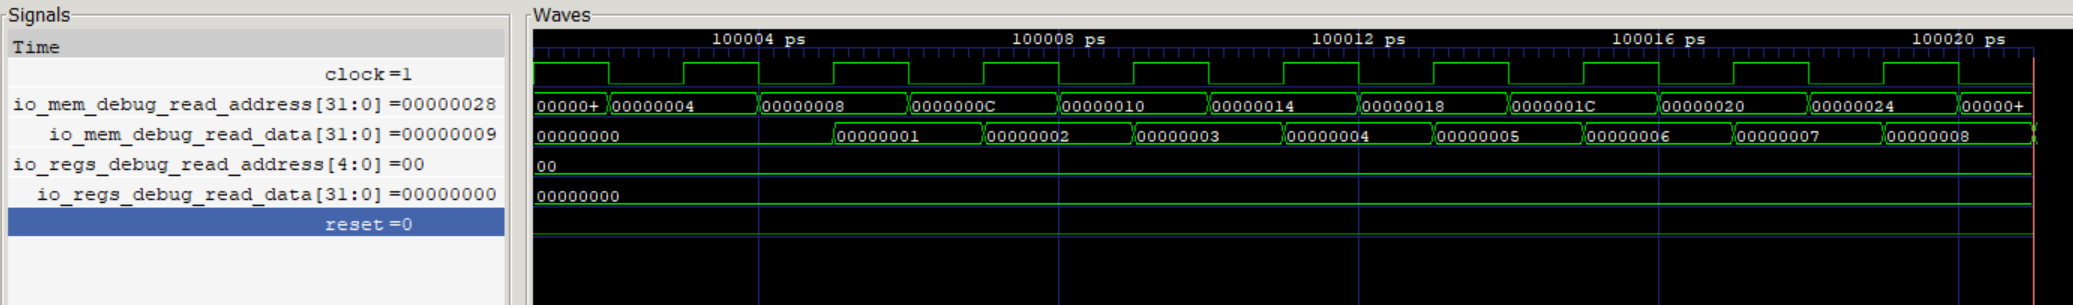 Signals
Waves
Time
100004 ps 100008 ps 100012 ps 100016 ps 100020 ps
clock=1
io_mem_debug_read_address[31:0]=00000028 00000+ 00000004 00000008 0000000C 00000010 00000014 00000018 0000001C 00000020 00000024 00000+
io_mem_debug_read_data[31:0]=00000009 00000000 00000001 00000002 00000003 00000004 00000005 00000006 00000007 00000008
io_regs_debug_read_address[4:0]=00 00
io_regs_debug_read_data[31:0]=00000000 00000000
reset=0